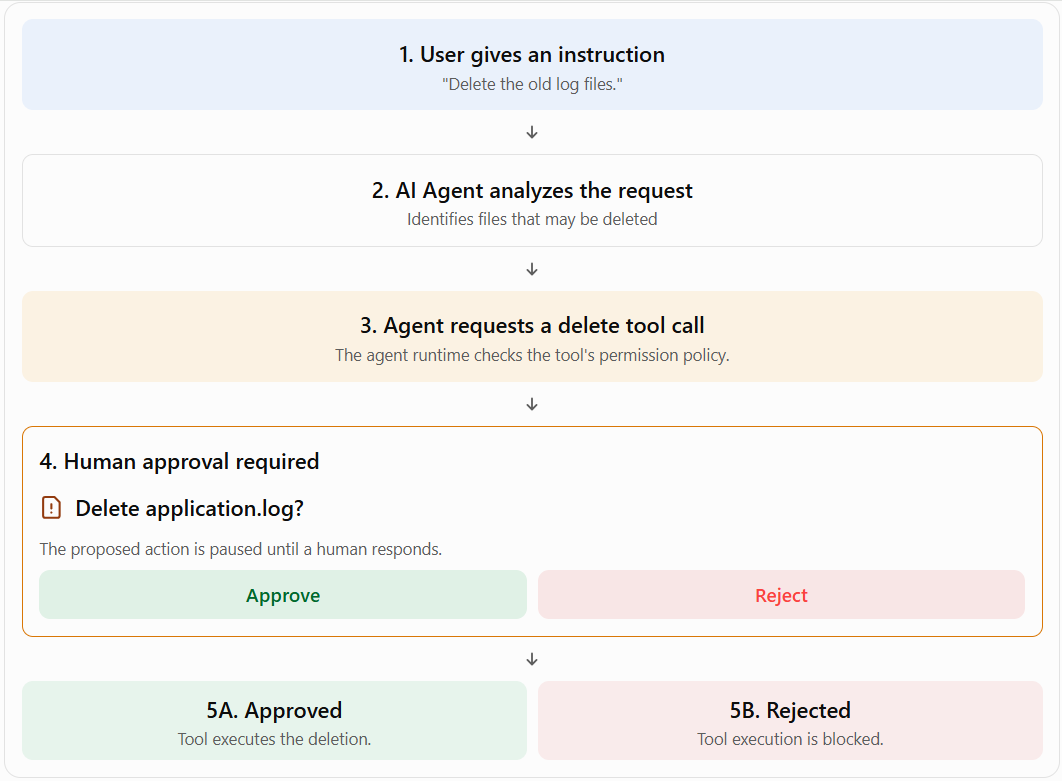 1. User gives an instruction
"Delete the old log files."
2. AI Agent analyzes the request
Identifies files that may be deleted
3. Agent requests a delete tool call
The agent runtime checks the tool's permission policy.
4. Human approval required
Delete application.log?
The proposed action is paused until a human responds.
Approve
Reject
5A. Approved
Tool executes the deletion.
5B. Rejected
Tool execution is blocked.